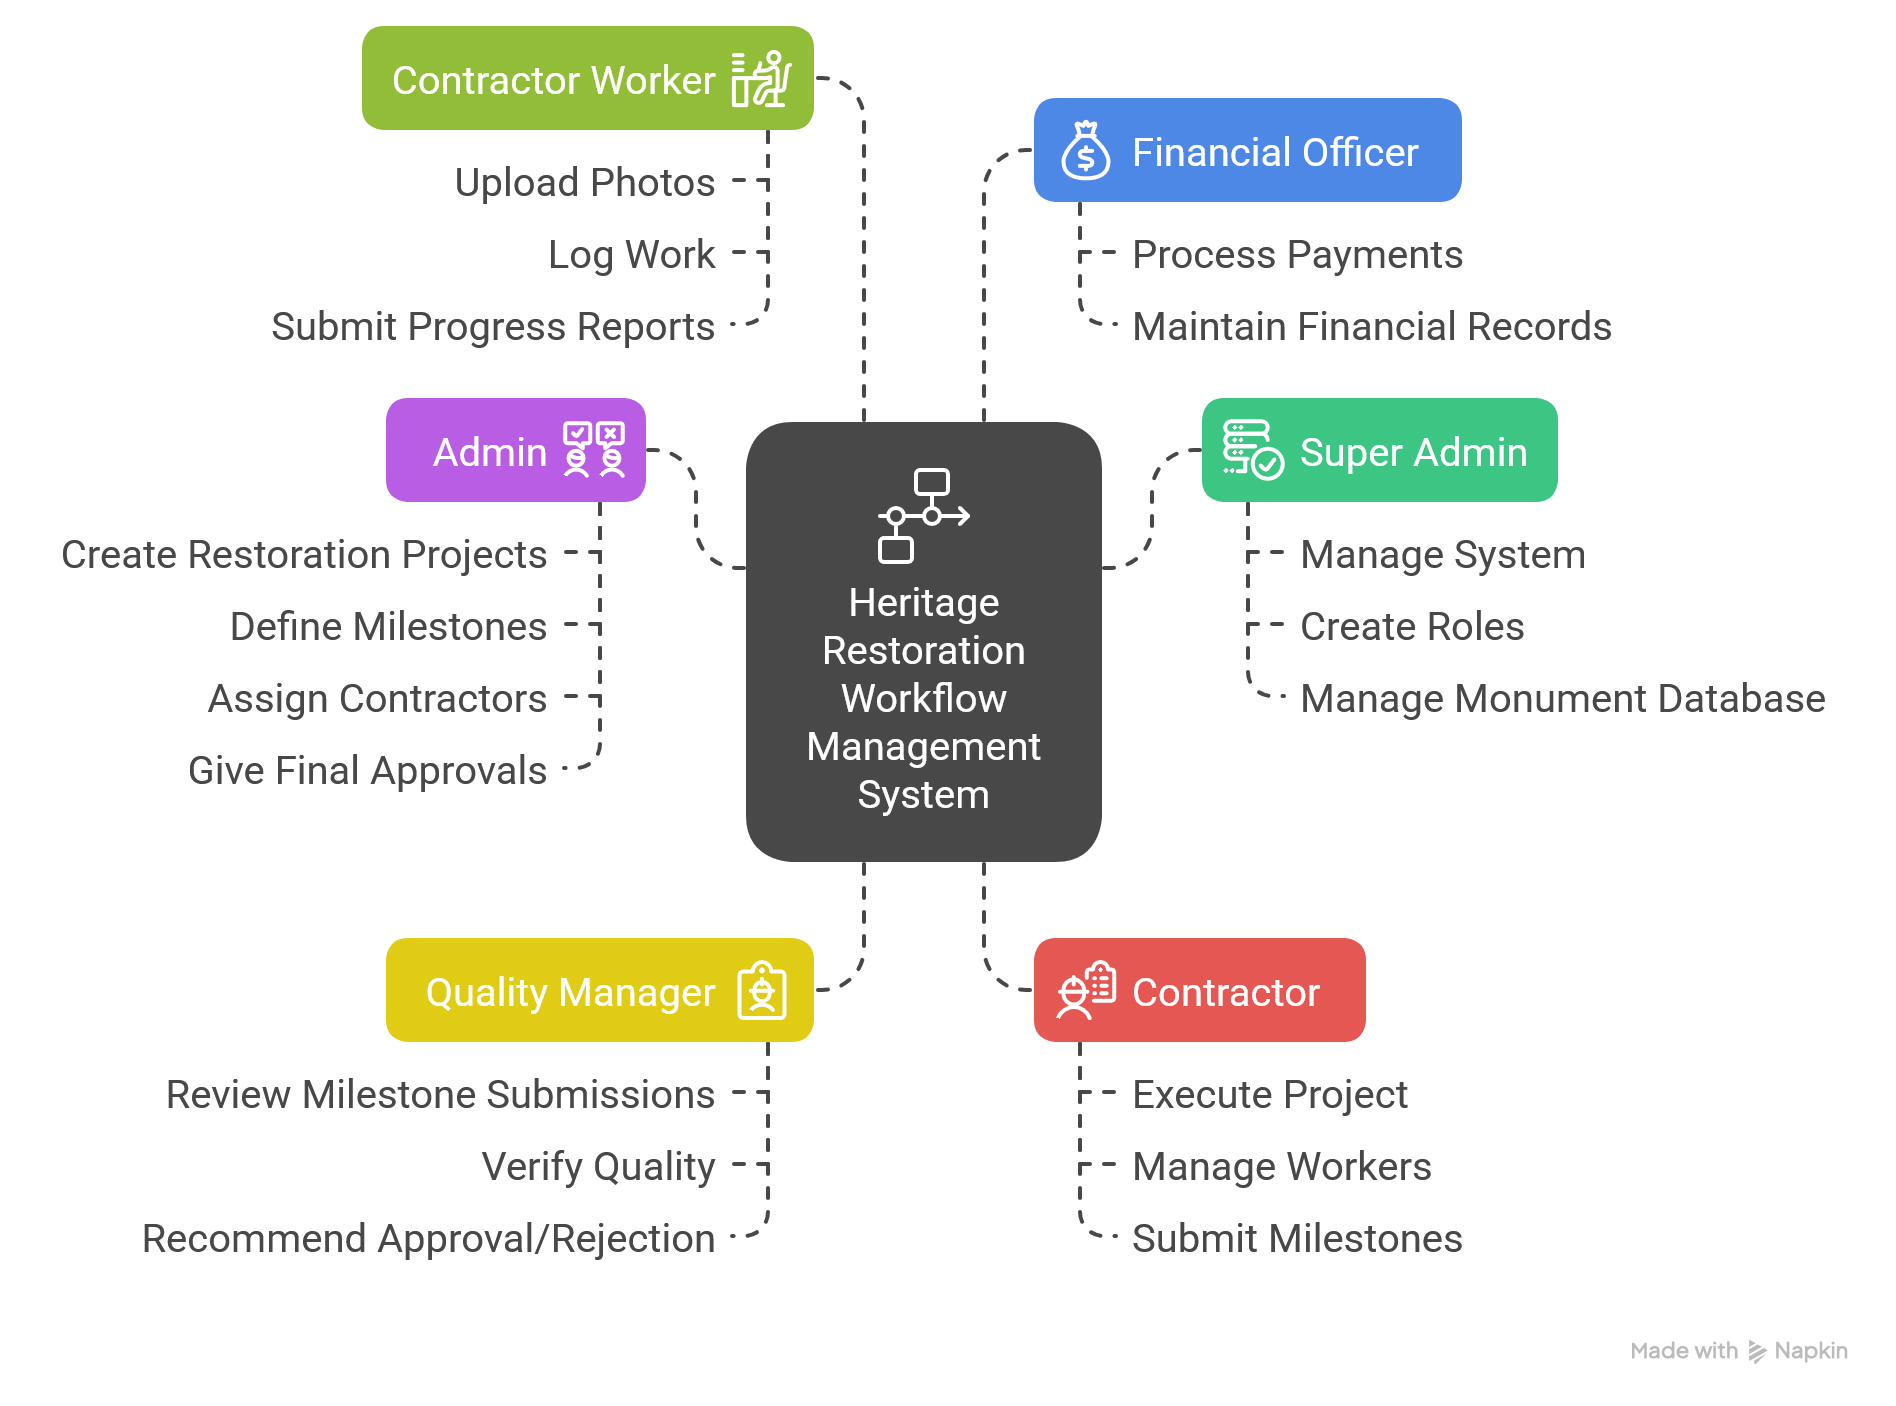 Contractor Worker
Upload Photos
Log Work
Submit Progress Reports
Financial Officer
Process Payments
Maintain Financial Records
Admin
Create Restoration Projects
Define Milestones
Assign Contractors
Give Final Approvals
Heritage
Restoration
Workflow
Management
System
Super Admin
Manage System
Create Roles
Manage Monument Database
Quality Manager
Review Milestone Submissions
Verify Quality
Recommend Approval/Rejection
Contractor
Execute Project
Manage Workers
Submit Milestones
Made with Napkin